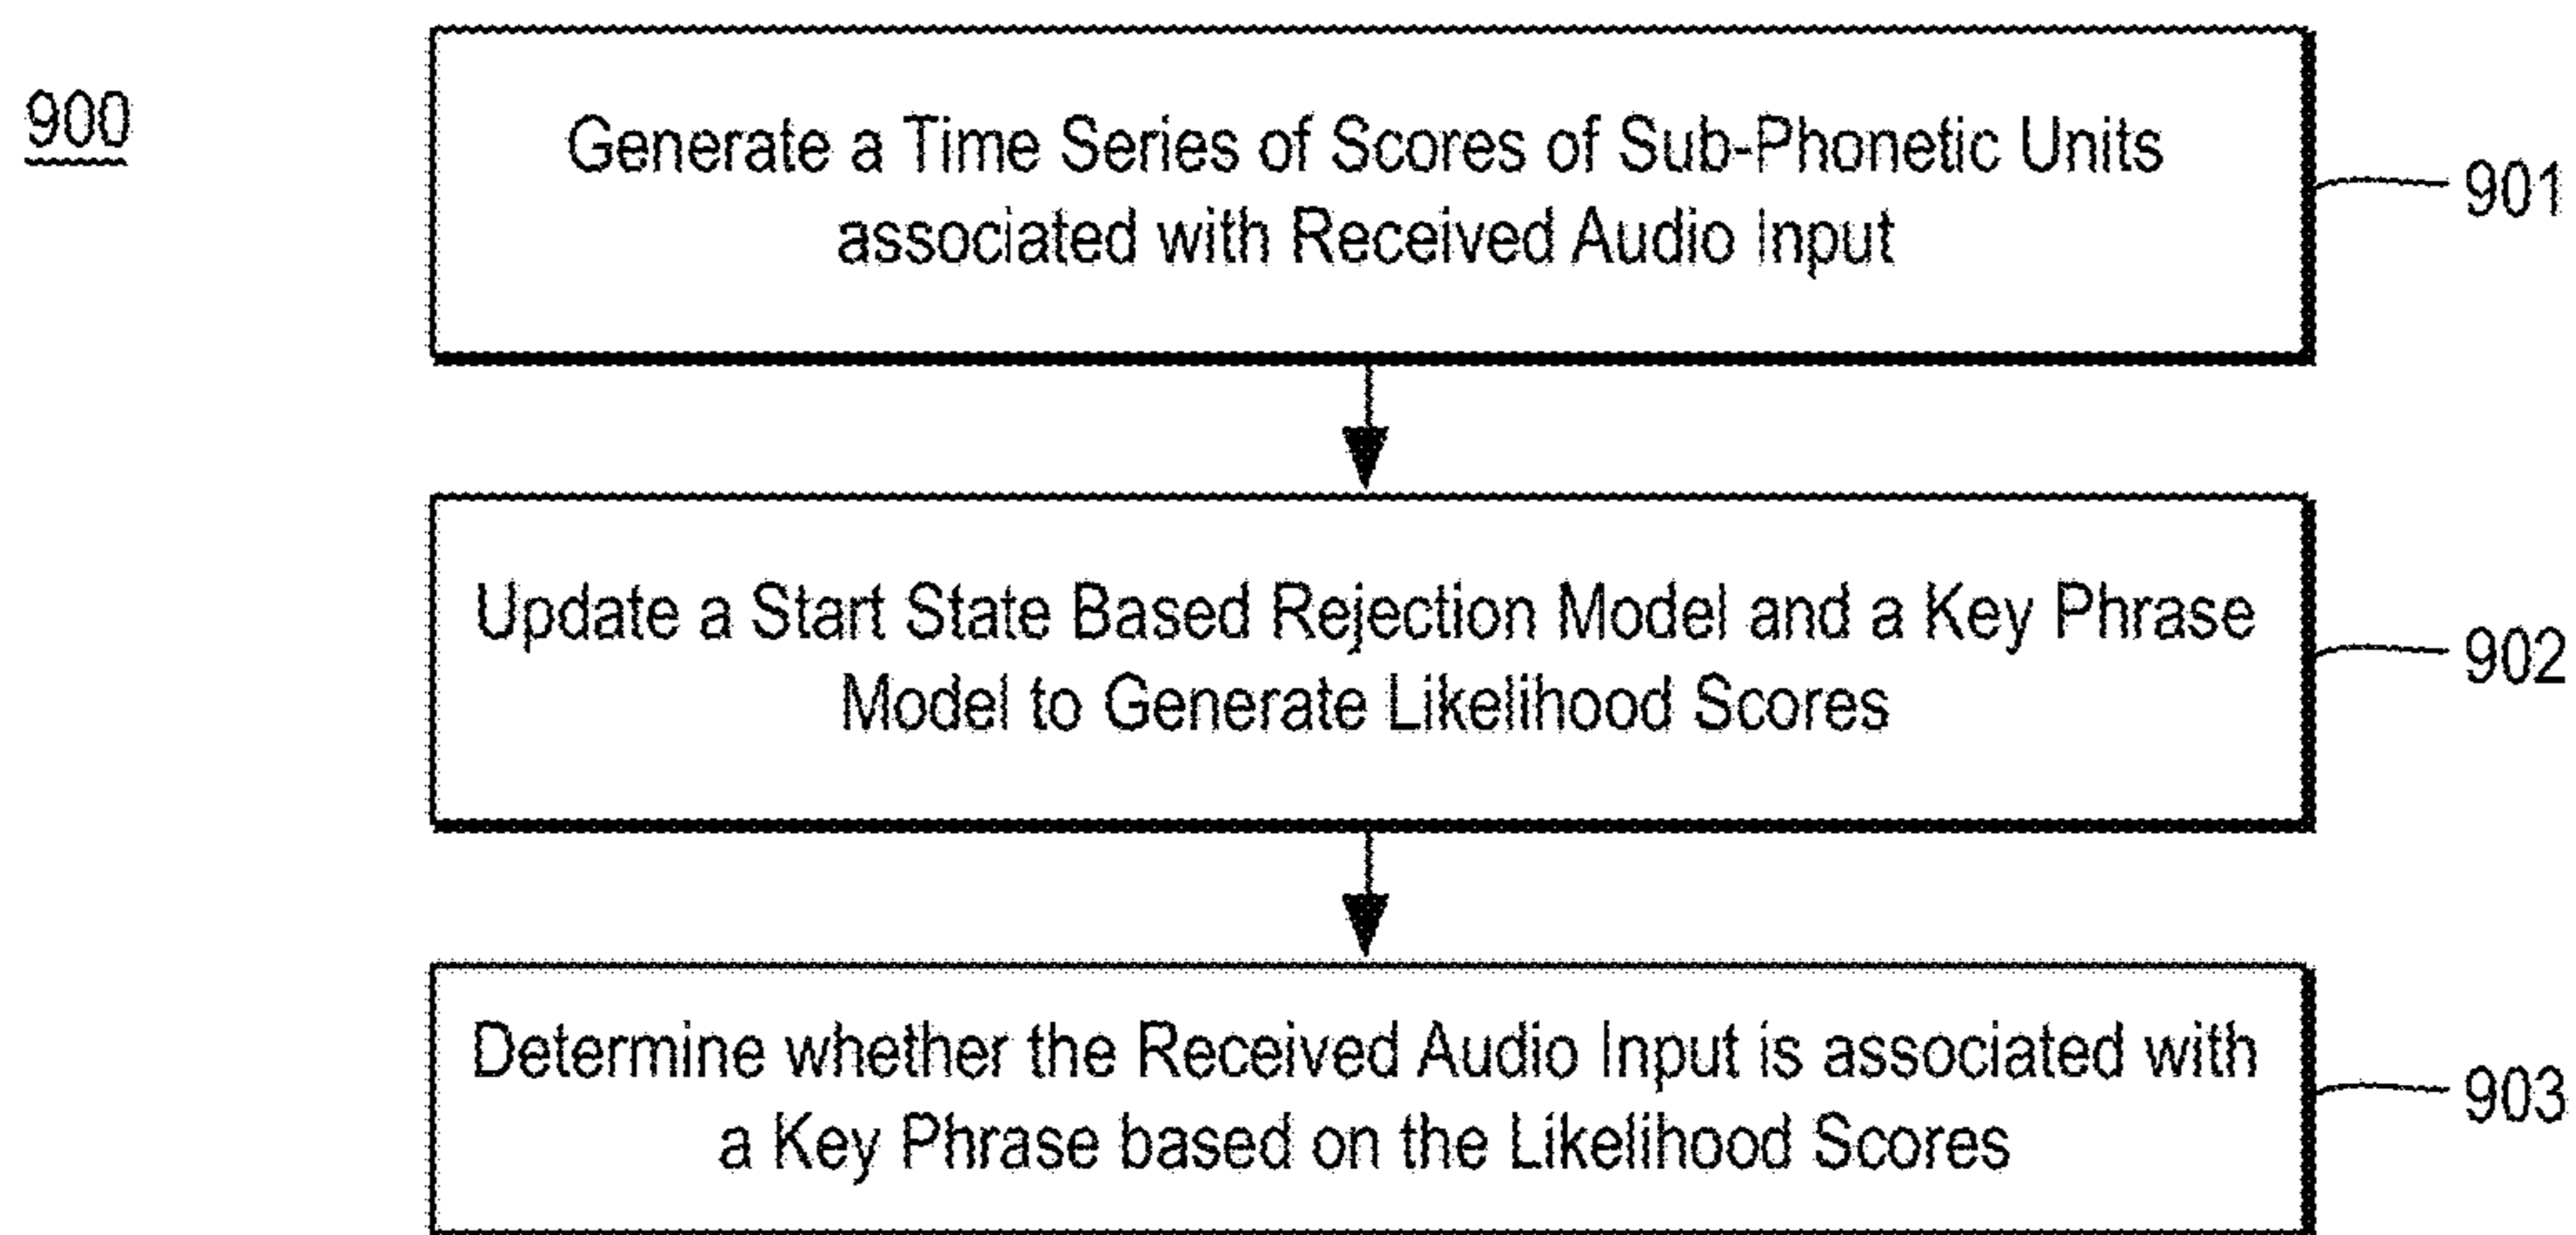 900
Generate a Time Series of Scores of Sub-Phonetic Units
associated with Received Audio Input
901
Update a Start State Based Rejection Model and a Key Phrase
Model to Generate Likelihood Scores
902
Determine whether the Received Audio Input is associated with
a Key Phrase based on the Likelihood Scores
903